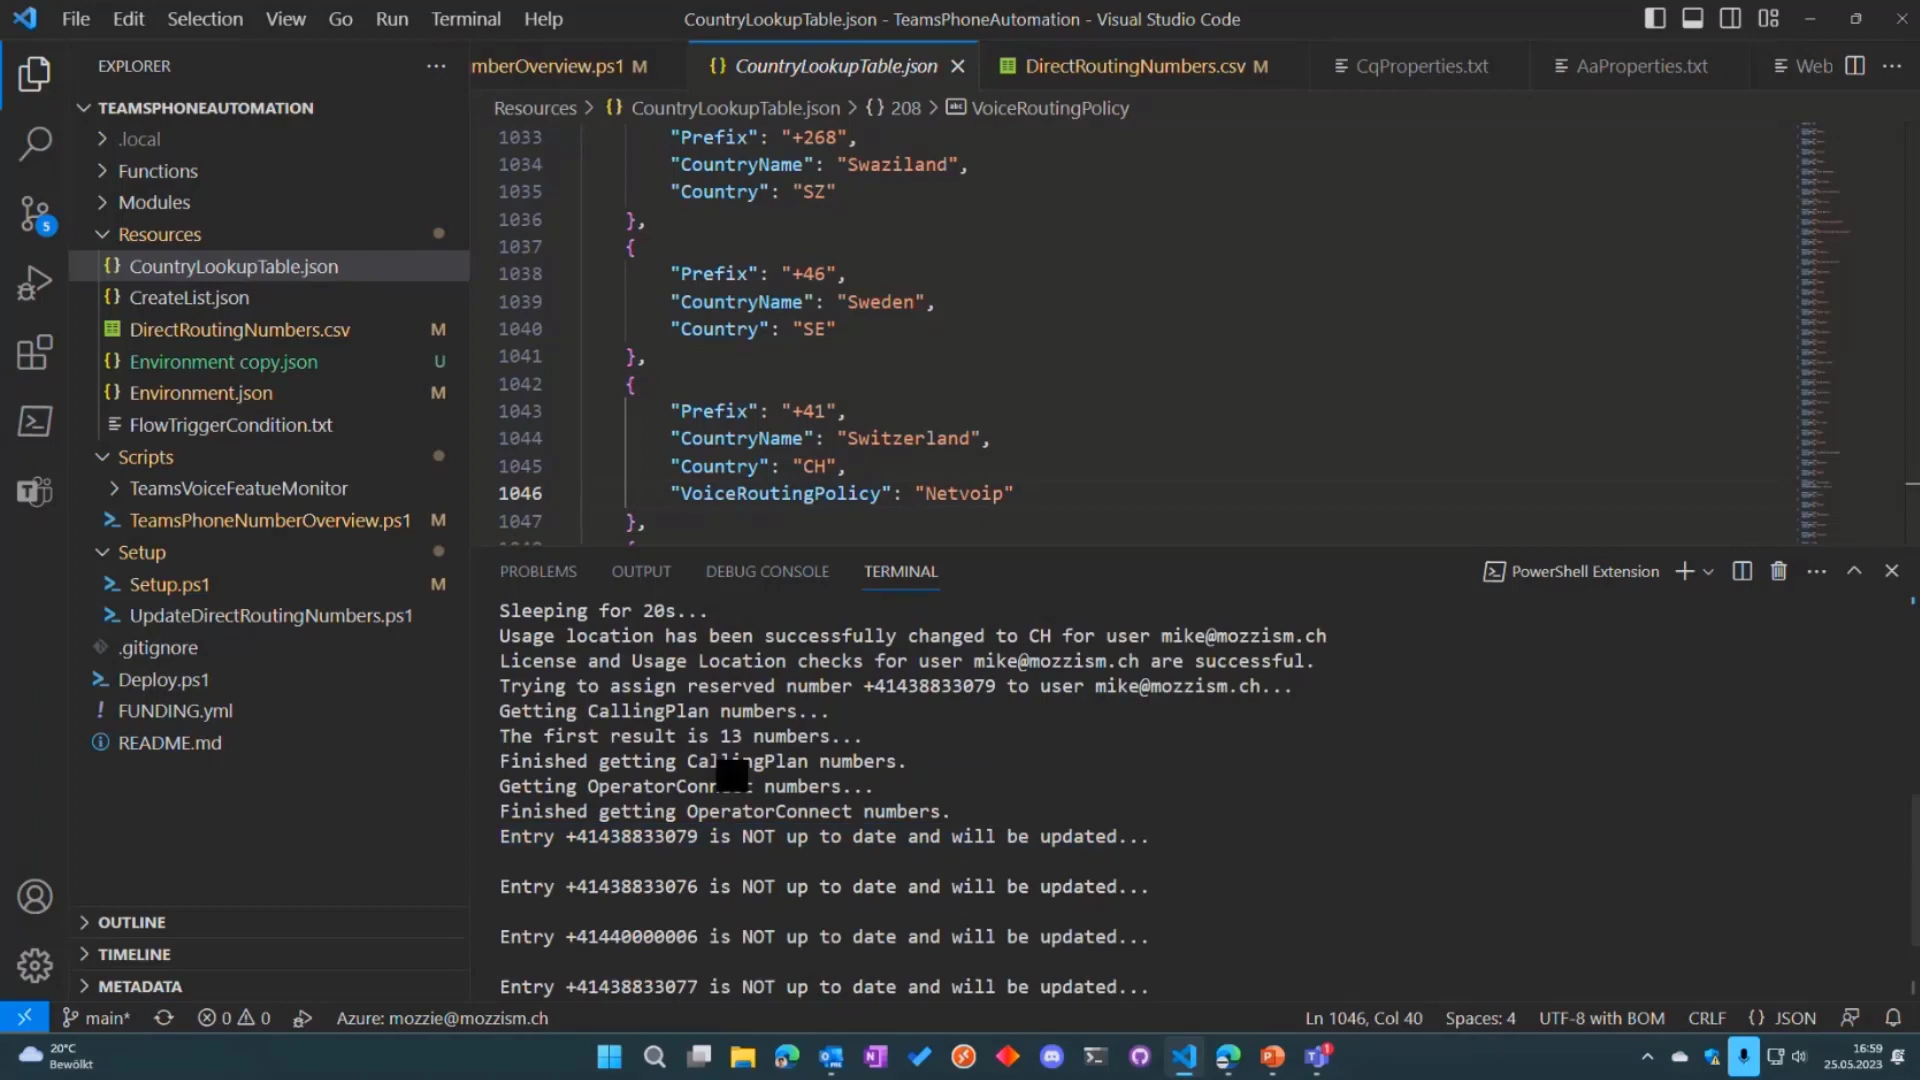 File Edit Selection View Go Run Terminal Help
CountryLookupTable.json - TeamsPhoneAutomation - Visual Studio Code
EXPLORER
mberOverview.ps1 M
{} CountryLookupTable.json
DirectRoutingNumbers.csv M
CqProperties.txt
AaProperties.txt
Web
TEAMSPHONEAUTOMATION
.local
Functions
Modules
Resources
{} CountryLookupTable.json
{} CreateList.json
DirectRoutingNumbers.csv M
{} Environment copy.json U
{} Environment.json M
FlowTriggerCondition.txt
Scripts
TeamsVoiceFeatueMonitor
TeamsPhoneNumberOverview.ps1 M
Setup
Setup.ps1 M
UpdateDirectRoutingNumbers.ps1
.gitignore
Deploy.ps1
! FUNDING.yml
README.md
OUTLINE
TIMELINE
METADATA
5
Resources > {} CountryLookupTable.json > {} 208 > abc VoiceRoutingPolicy
1033 "Prefix": "+268",
1034 "CountryName": "Swaziland",
1035 "Country": "SZ"
1036 },
1037 {
1038 "Prefix": "+46",
1039 "CountryName": "Sweden",
1040 "Country": "SE"
1041 },
1042 {
1043 "Prefix": "+41",
1044 "CountryName": "Switzerland",
1045 "Country": "CH",
1046 "VoiceRoutingPolicy": "Netvoip"
1047 },
PROBLEMS OUTPUT DEBUG CONSOLE TERMINAL
PowerShell Extension
Sleeping for 20s...
Usage location has been successfully changed to CH for user mike@mozzism.ch
License and Usage Location checks for user mike@mozzism.ch are successful.
Trying to assign reserved number +41438833079 to user mike@mozzism.ch...
Getting CallingPlan numbers...
The first result is 13 numbers...
Finished getting CallingPlan numbers.
Getting OperatorConnect numbers...
Finished getting OperatorConnect numbers.
Entry +41438833079 is NOT up to date and will be updated...
Entry +41438833076 is NOT up to date and will be updated...
Entry +41440000006 is NOT up to date and will be updated...
Entry +41438833077 is NOT up to date and will be updated...
main* 0 0 Azure: mozzie@mozzism.ch
Ln 1046, Col 40 Spaces: 4 UTF-8 with BOM CRLF {} JSON
20°C
Bewölkt
16:59
25.05.2023